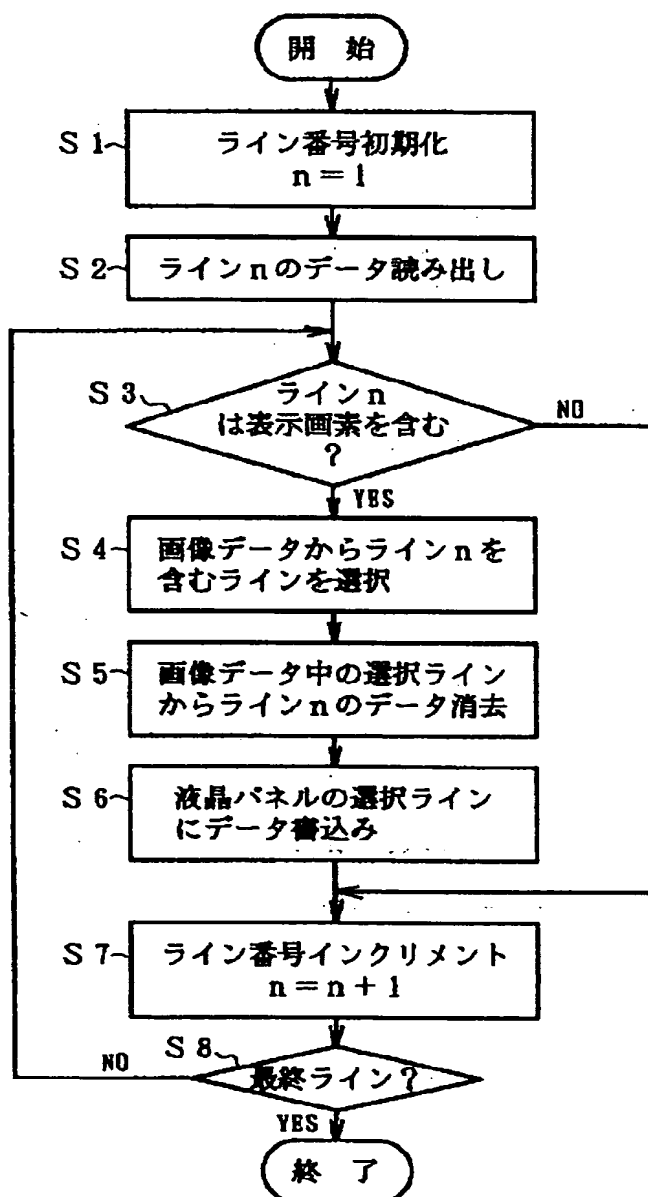 開 始
S1
ライン番号初期化
n=1
S2
ラインnのデータ読み出し
S3
ラインn
は表示画素を含む
?
NO
YES
S4
画像データからラインnを
含むラインを選択
S5
画像データ中の選択ライン
からラインnのデータ消去
S6
液晶パネルの選択ライン
にデータ書込み
S7
ライン番号インクリメント
n=n+1
S8
最終ライン?
NO
YES
終 了